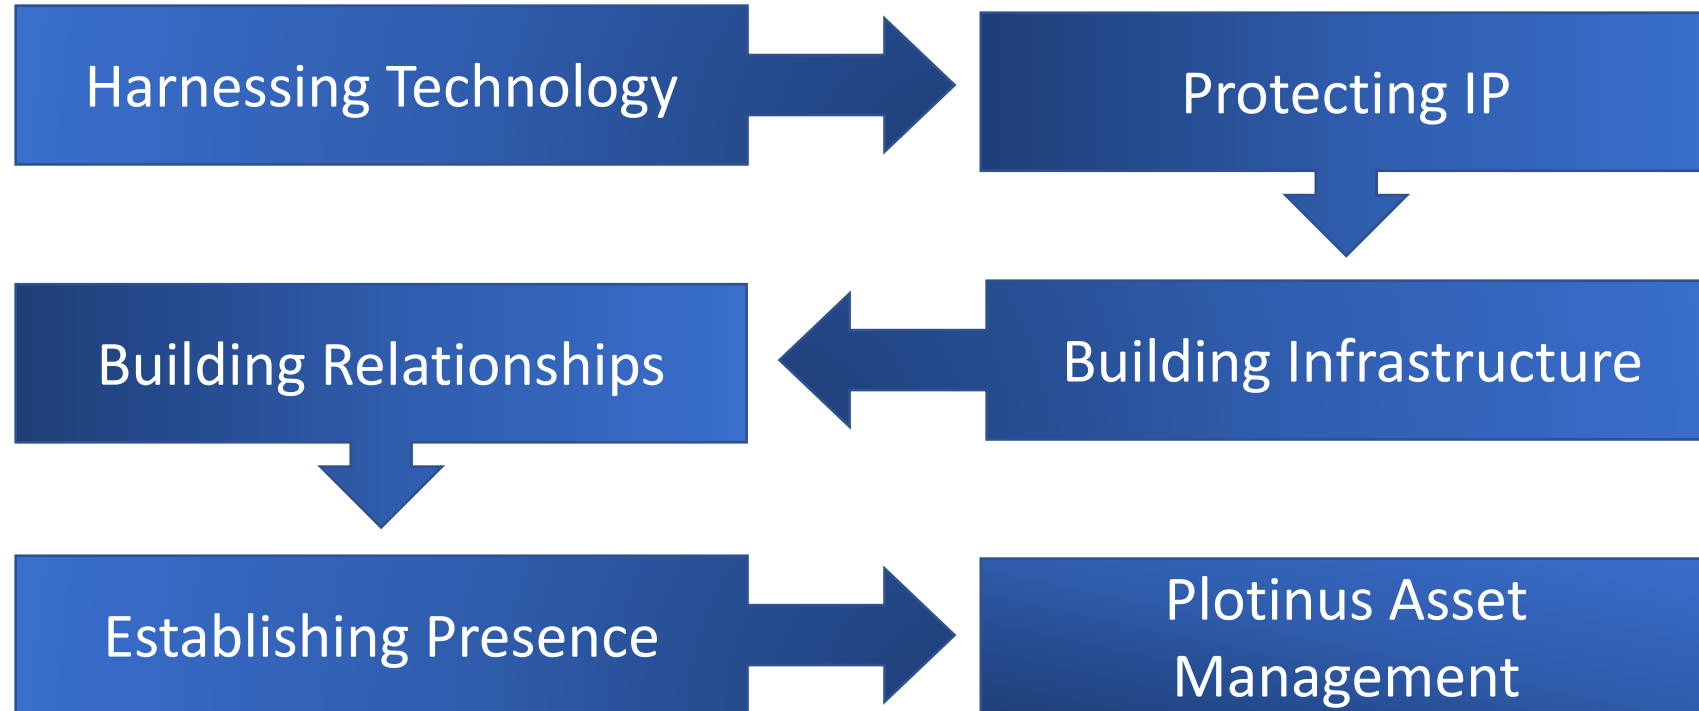 Harnessing Technology
Protecting IP
Building Infrastructure
Building Relationships
Establishing Presence
Plotinus Asset
Management